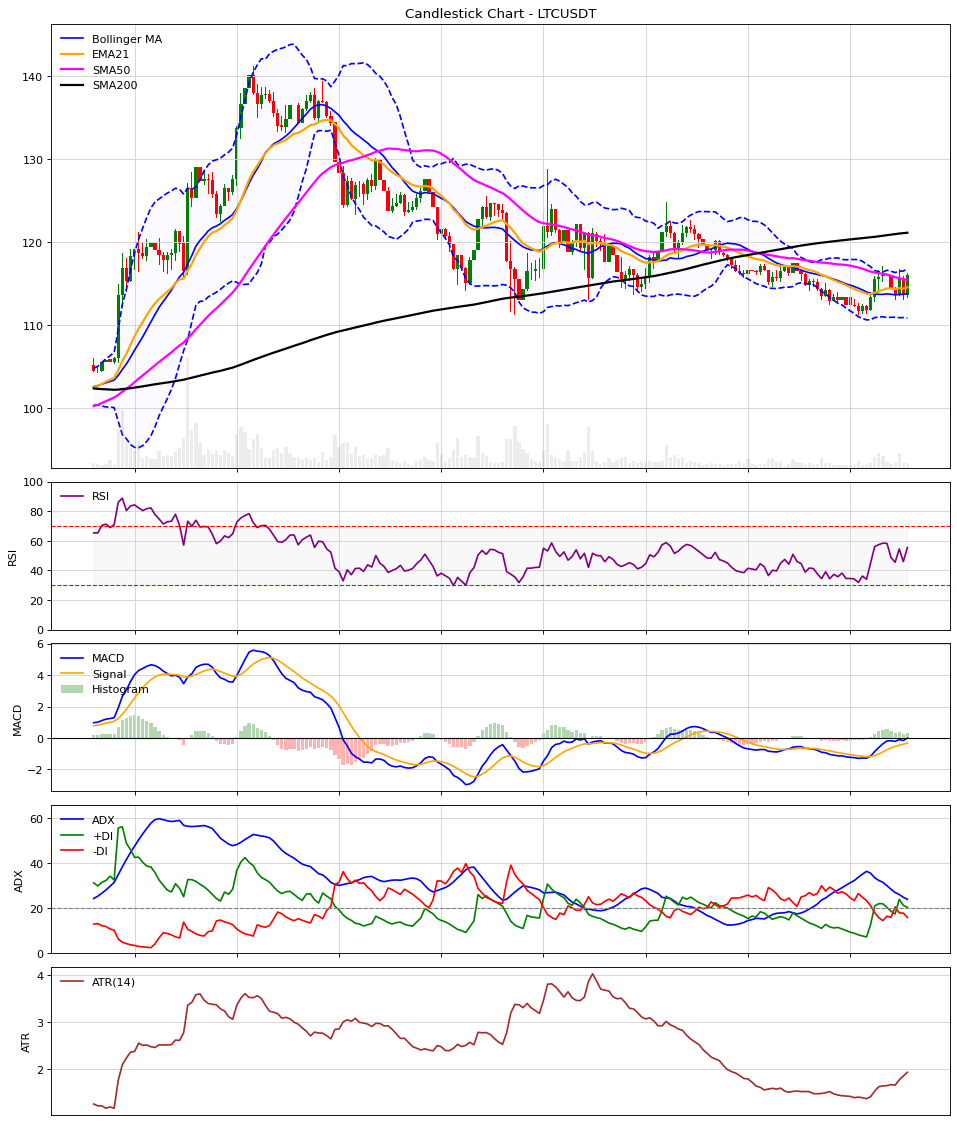 Candlestick Chart - LTCUSDT
Bollinger MA
EMA21
SMA50
SMA200
140
130
120
110
100
RSI
100
80
60
40
20
0
RSI
MACD
Signal
Histogram
6
4
2
0
−2
MACD
ADX
+DI
-DI
60
40
20
0
ADX
ATR(14)
4
3
2
ATR